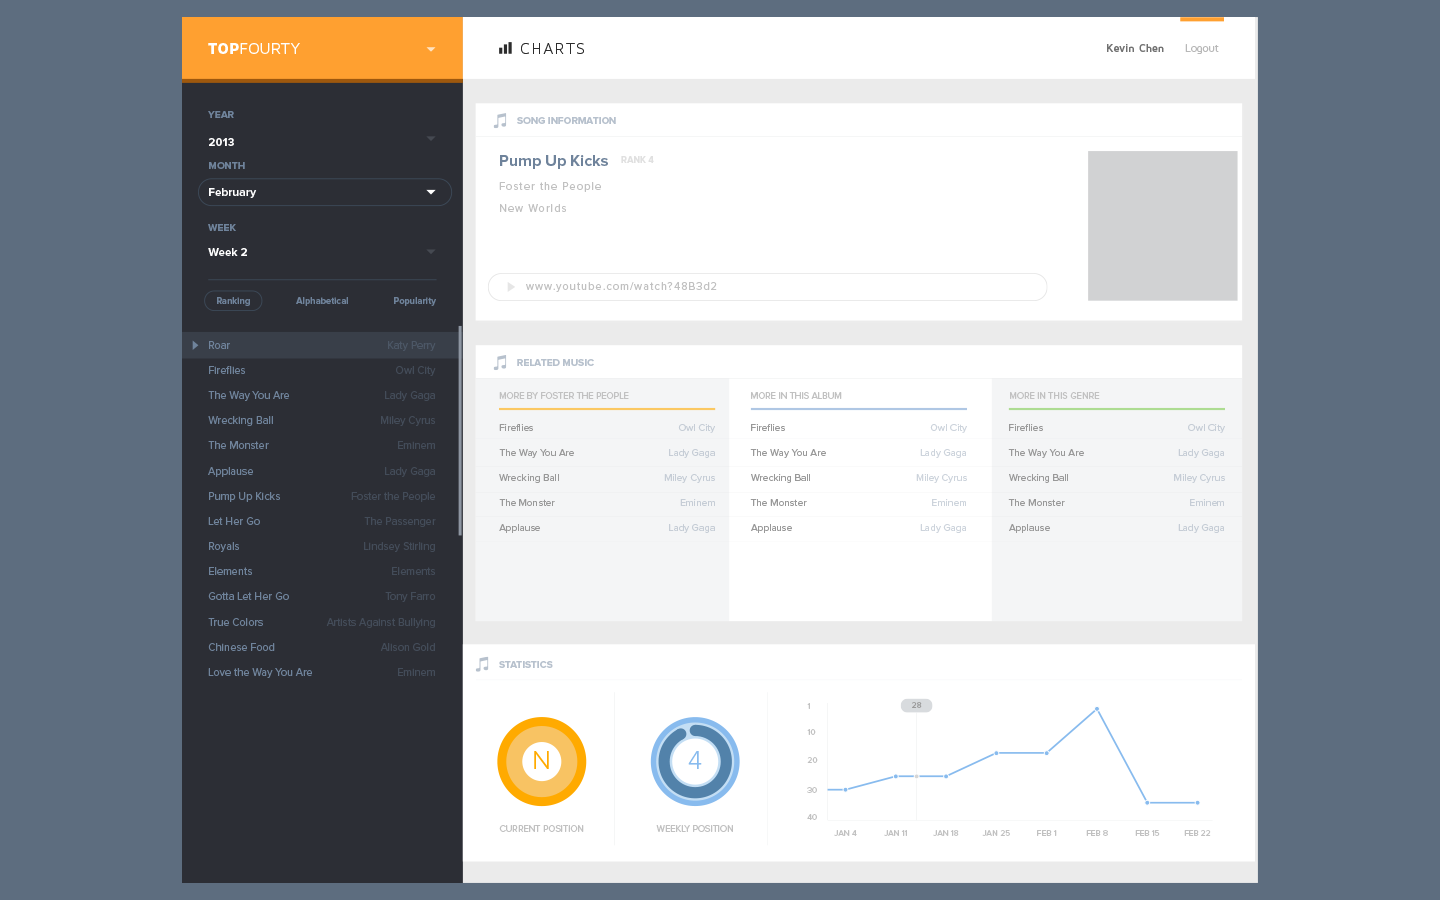 TOPFOURTY
CHARTS
Kevin Chen
Logout
YEAR
2013
MONTH
February
WEEK
Week 2
Ranking
Alphabetical
Popularity
Roar Katy Perry
Fireflies Owl City
The Way You Are Lady Gaga
Wrecking Ball Miley Cyrus
The Monster Eminem
Applause Lady Gaga
Pump Up Kicks Foster the People
Let Her Go The Passenger
Royals Lindsey Stirling
Elements Elements
Gotta Let Her Go Tony Farro
True Colors Artists Against Bullying
Chinese Food Alison Gold
Love the Way You Are Eminem
SONG INFORMATION
Pump Up Kicks RANK 4
Foster the People
New Worlds
www.youtube.com/watch?48B3d2
RELATED MUSIC
MORE BY FOSTER THE PEOPLE
Fireflies Owl City
The Way You Are Lady Gaga
Wrecking Ball Miley Cyrus
The Monster Eminem
Applause Lady Gaga
MORE IN THIS ALBUM
Fireflies Owl City
The Way You Are Lady Gaga
Wrecking Ball Miley Cyrus
The Monster Eminem
Applause Lady Gaga
MORE IN THIS GENRE
Fireflies Owl City
The Way You Are Lady Gaga
Wrecking Ball Miley Cyrus
The Monster Eminem
Applause Lady Gaga
STATISTICS
N
CURRENT POSITION
4
WEEKLY POSITION
28
1
10
20
30
40
JAN 4 JAN 11 JAN 18 JAN 25 FEB 1 FEB 8 FEB 15 FEB 22